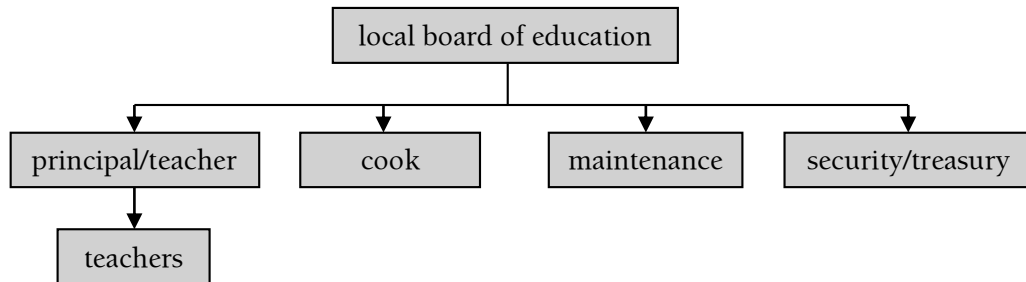 local board of education
principal/teacher
cook
maintenance
security/treasury
teachers